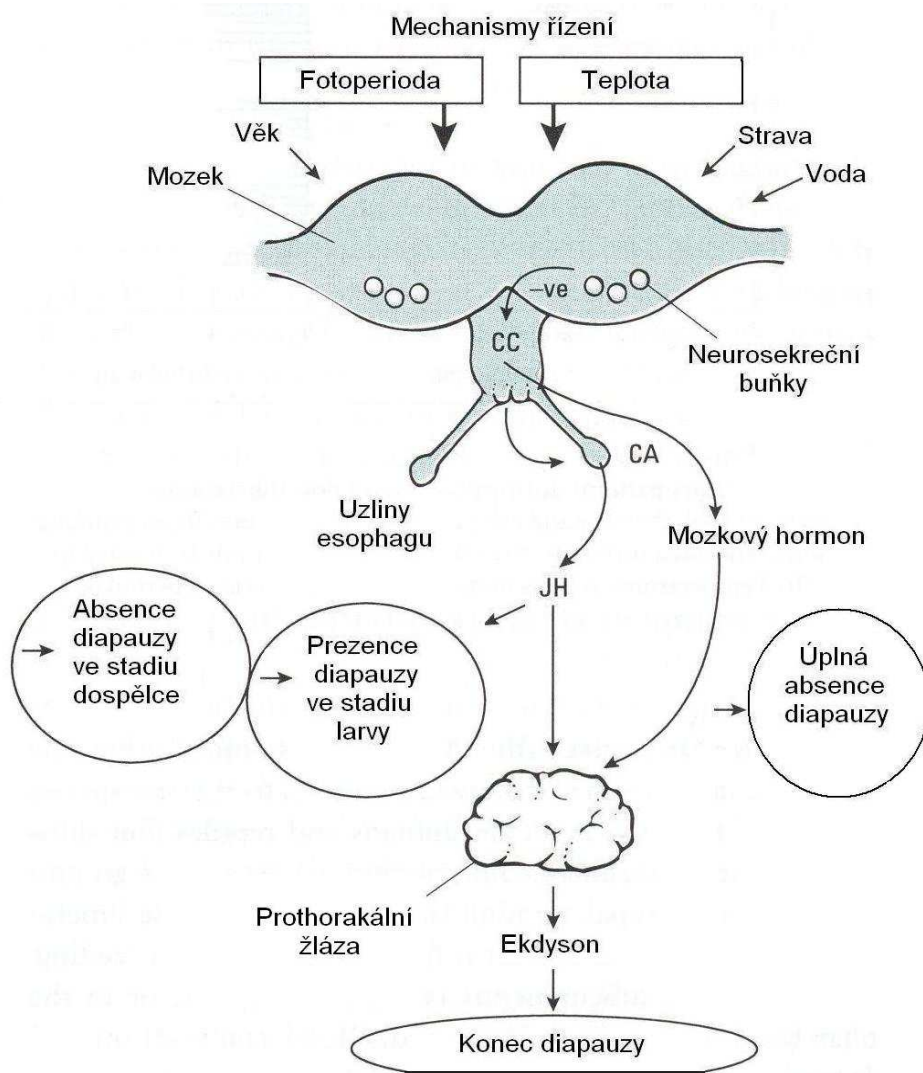 Mechanismy řízení
Fotoperioda
Teplota
Věk
Strava
Mozek
Voda
–ve
CC
Neurosekreční
buňky
CA
Uzliny
esophagu
Mozkový hormon
JH
Absence
diapauzy
ve stadiu
dospělce
Prezence
diapauzy
ve stadiu
larvy
Úplná
absence
diapauzy
Prothorakální
žláza
Ekdyson
Konec diapauzy